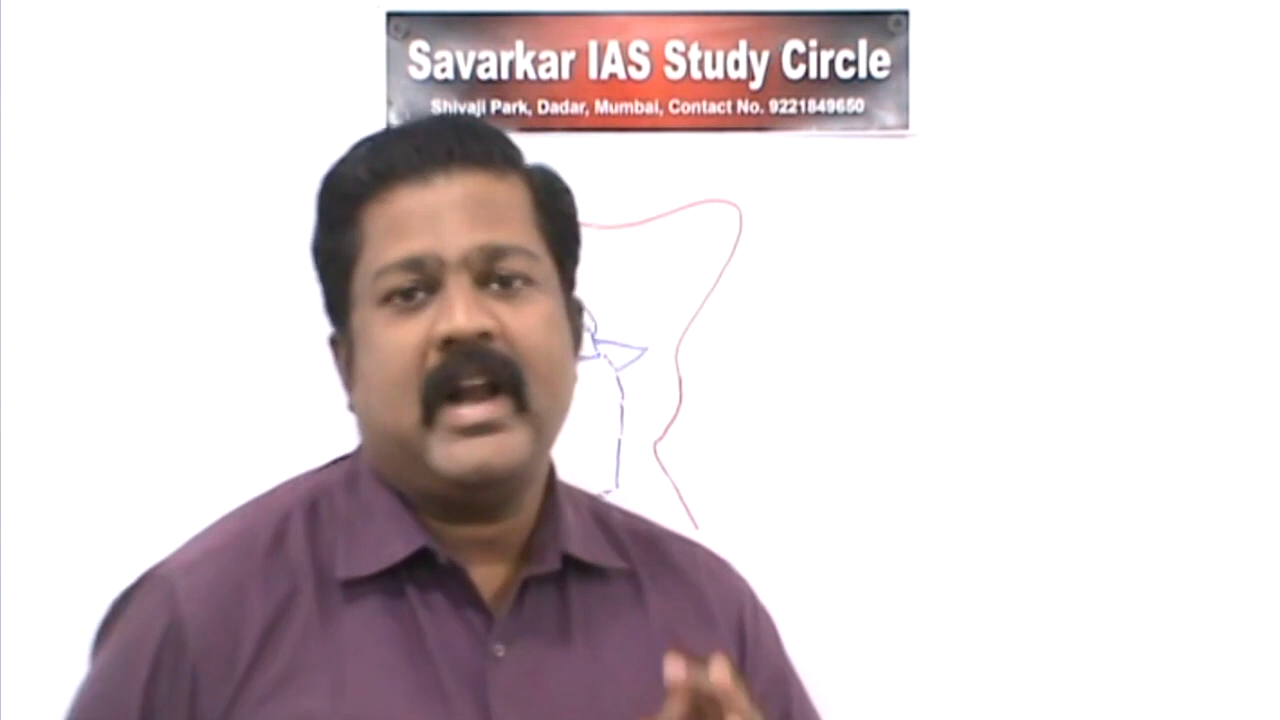 Savarkar IAS Study Circle
Shivaji Park, Dadar, Mumbai, Contact No. 9221849650